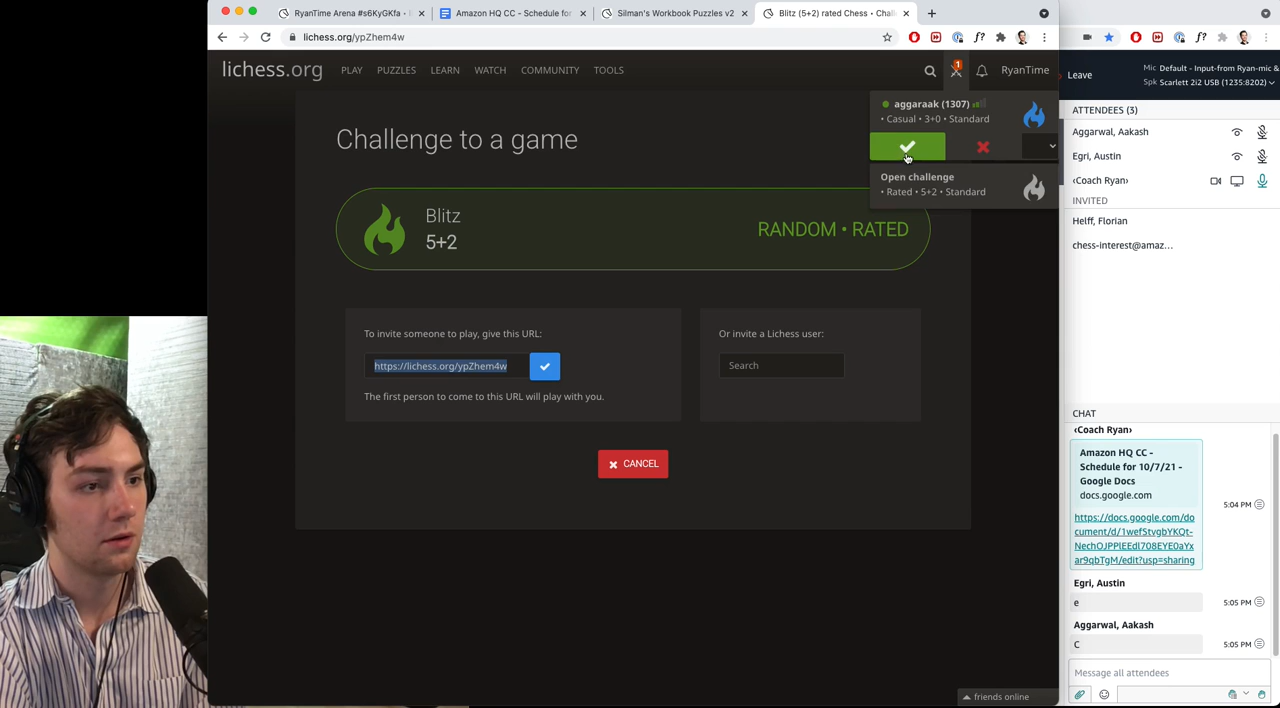 RyanTime Arena #s6KyGKfa •
Amazon HQ CC - Schedule for
Silman's Workbook Puzzles v2
Blitz (5+2) rated Chess •
lichess.org/ypZhem4w
lichess.org
PLAY
PUZZLES
LEARN
WATCH
COMMUNITY
TOOLS
1
RyanTime
aggaraak (1307)
• Casual • 3+0 • Standard
Open challenge
• Rated • 5+2 • Standard
Challenge to a game
Blitz
5+2
RANDOM • RATED
To invite someone to play, give this URL:
https://lichess.org/ypZhem4w
The first person to come to this URL will play with you.
Or invite a Lichess user:
Search
CANCEL
friends online
Leave
Mic Default - Input-from Ryan-mic &
Spk Scarlett 2i2 USB (1235:8202)
ATTENDEES (3)
Aggarwal, Aakash
Egri, Austin
‹Coach Ryan›
INVITED
Helff, Florian
chess-interest@amaz...
CHAT
‹Coach Ryan›
Amazon HQ CC -
Schedule for 10/7/21 -
Google Docs
docs.google.com
https://docs.google.com/do
cument/d/1wefStvgbYKQt-
NechOJPPlEEdl708EYE0aYx
ar9qbTgM/edit?usp=sharing
5:04 PM
Egri, Austin
e
5:05 PM
Aggarwal, Aakash
C
5:05 PM
Message all attendees